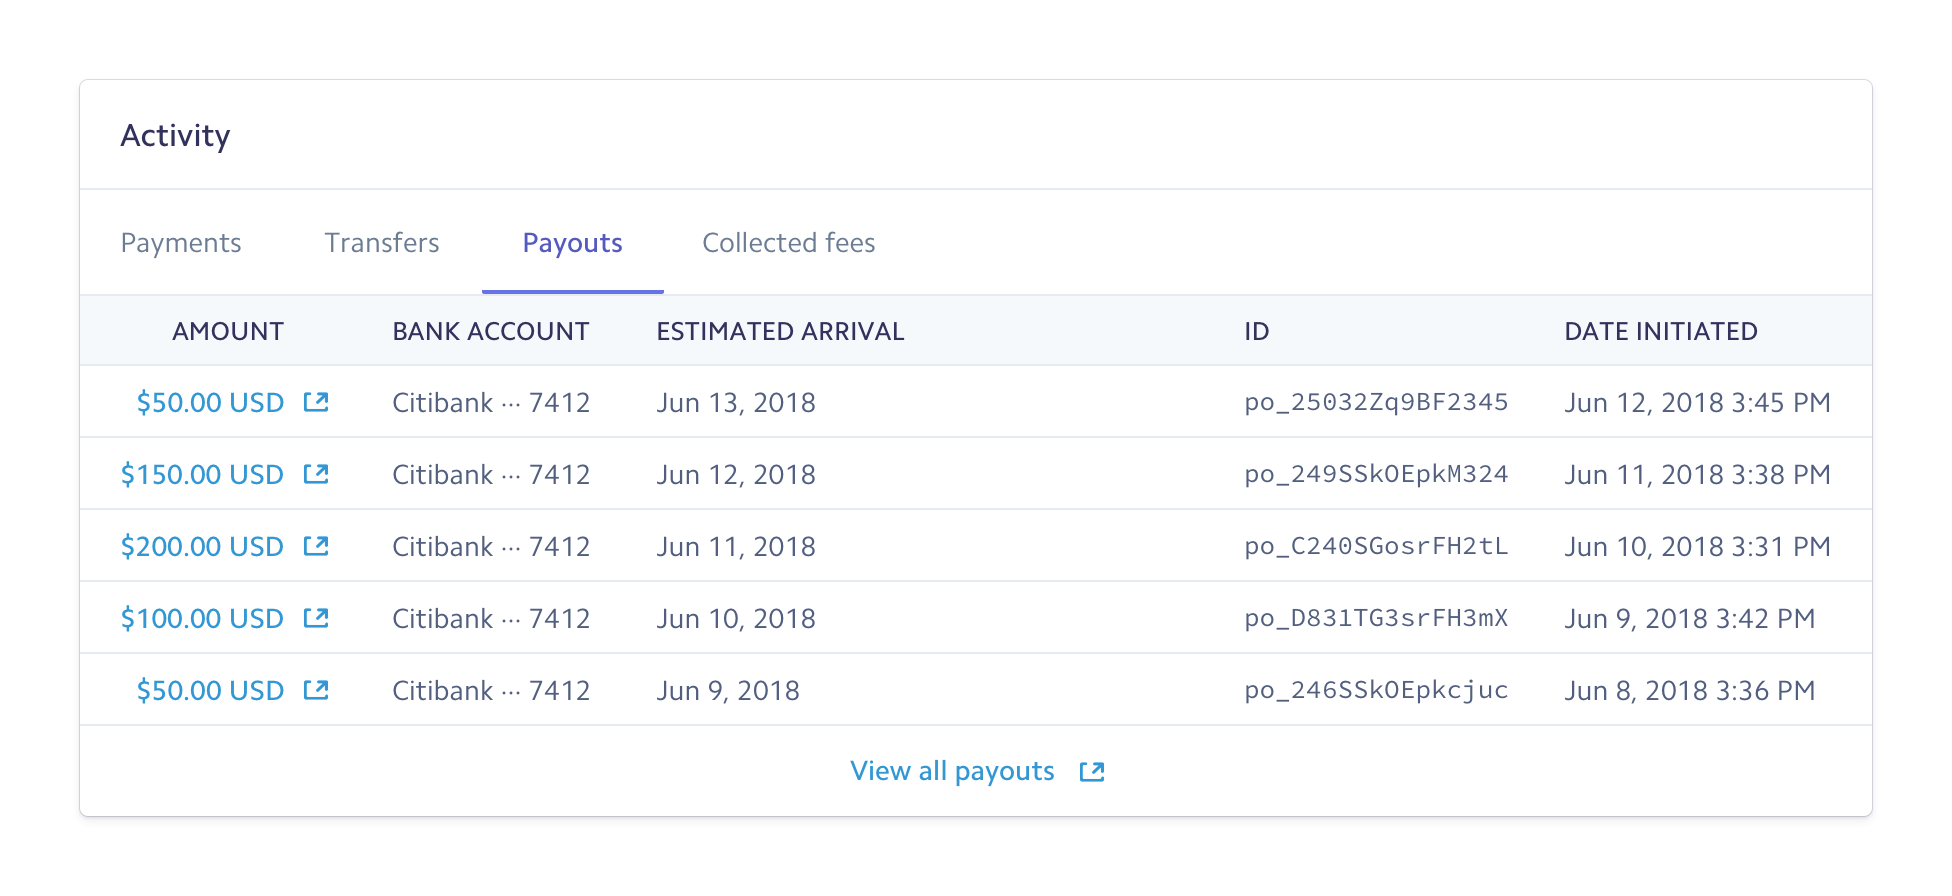 Activity
Payments Transfers Payouts Collected fees
AMOUNT BANK ACCOUNT ESTIMATED ARRIVAL ID DATE INITIATED
$50.00 USD Citibank ··· 7412 Jun 13, 2018 po_25032Zq9BF2345 Jun 12, 2018 3:45 PM
$150.00 USD Citibank ··· 7412 Jun 12, 2018 po_249SSkOEpkM324 Jun 11, 2018 3:38 PM
$200.00 USD Citibank ··· 7412 Jun 11, 2018 po_C240SGosrFH2tL Jun 10, 2018 3:31 PM
$100.00 USD Citibank ··· 7412 Jun 10, 2018 po_D831TG3srFH3mX Jun 9, 2018 3:42 PM
$50.00 USD Citibank ··· 7412 Jun 9, 2018 po_246SSkOEpkcjuc Jun 8, 2018 3:36 PM
View all payouts